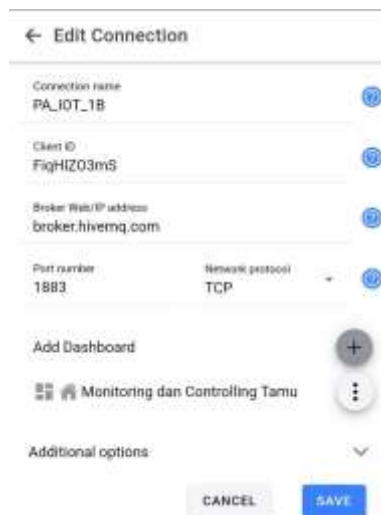 Edit Connection
Connection name
PA_IOT_1B
Client ID
FiqHIZO3mS
Broker Web/IP address
broker.hivemq.com
Port number Network protocol
1883 TCP
Add Dashboard
Monitoring dan Controlling Tamu
Additional options
CANCEL SAVE